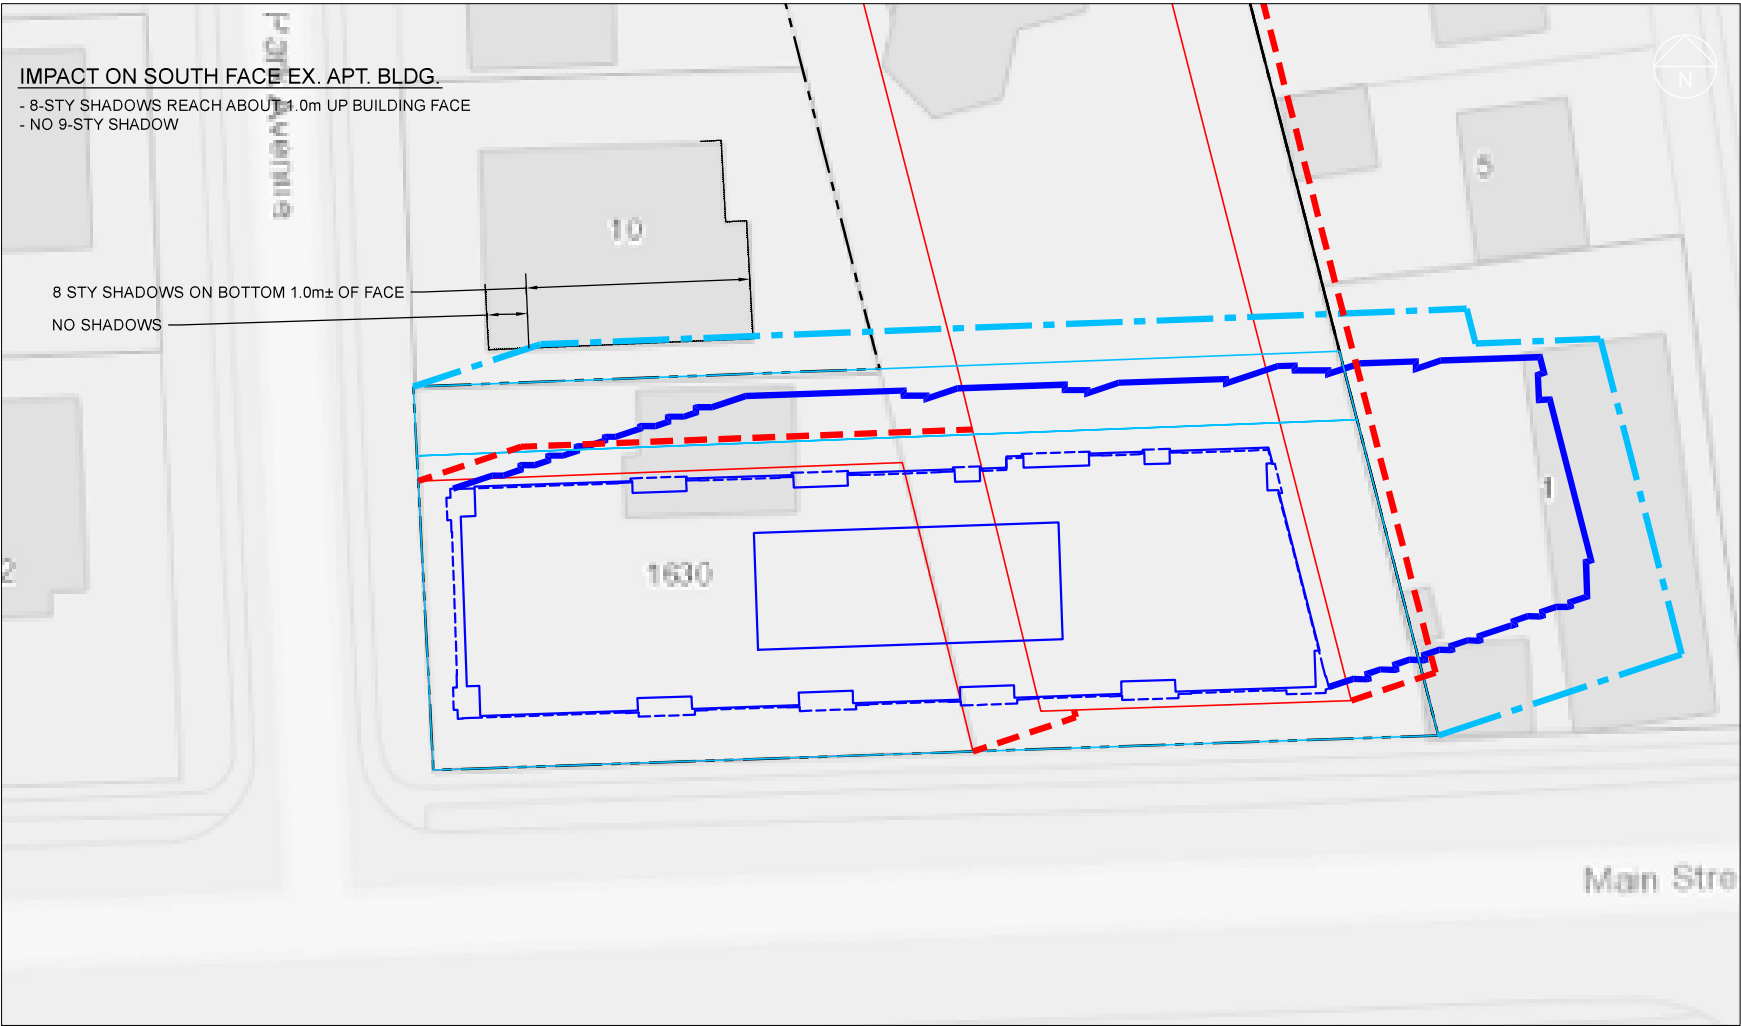 IMPACT ON SOUTH FACE EX. APT. BLDG.
- 8-STY SHADOWS REACH ABOUT 1.0m UP BUILDING FACE
- NO 9-STY SHADOW
Avenue
N
5
10
8 STY SHADOWS ON BOTTOM 1.0m± OF FACE
NO SHADOWS
1
2
1630
Main Stre